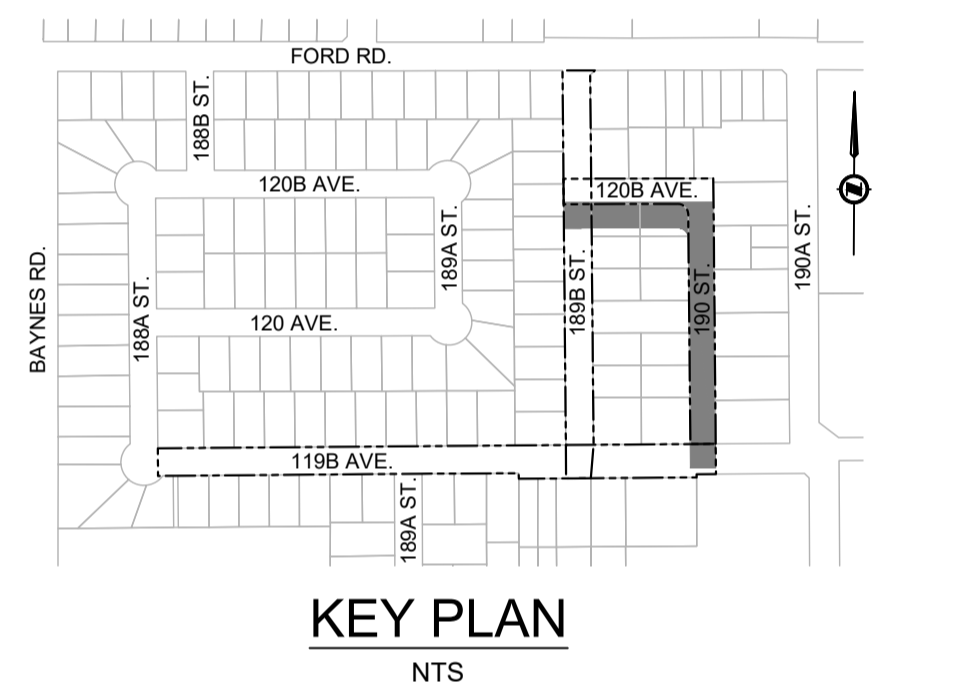 FORD RD.
188B ST.
120B AVE.
120B AVE.
189A ST.
190A ST.
BAYNES RD.
188A ST.
120 AVE.
189B ST.
190 ST.
119B AVE.
189A ST.
KEY PLAN
NTS
N